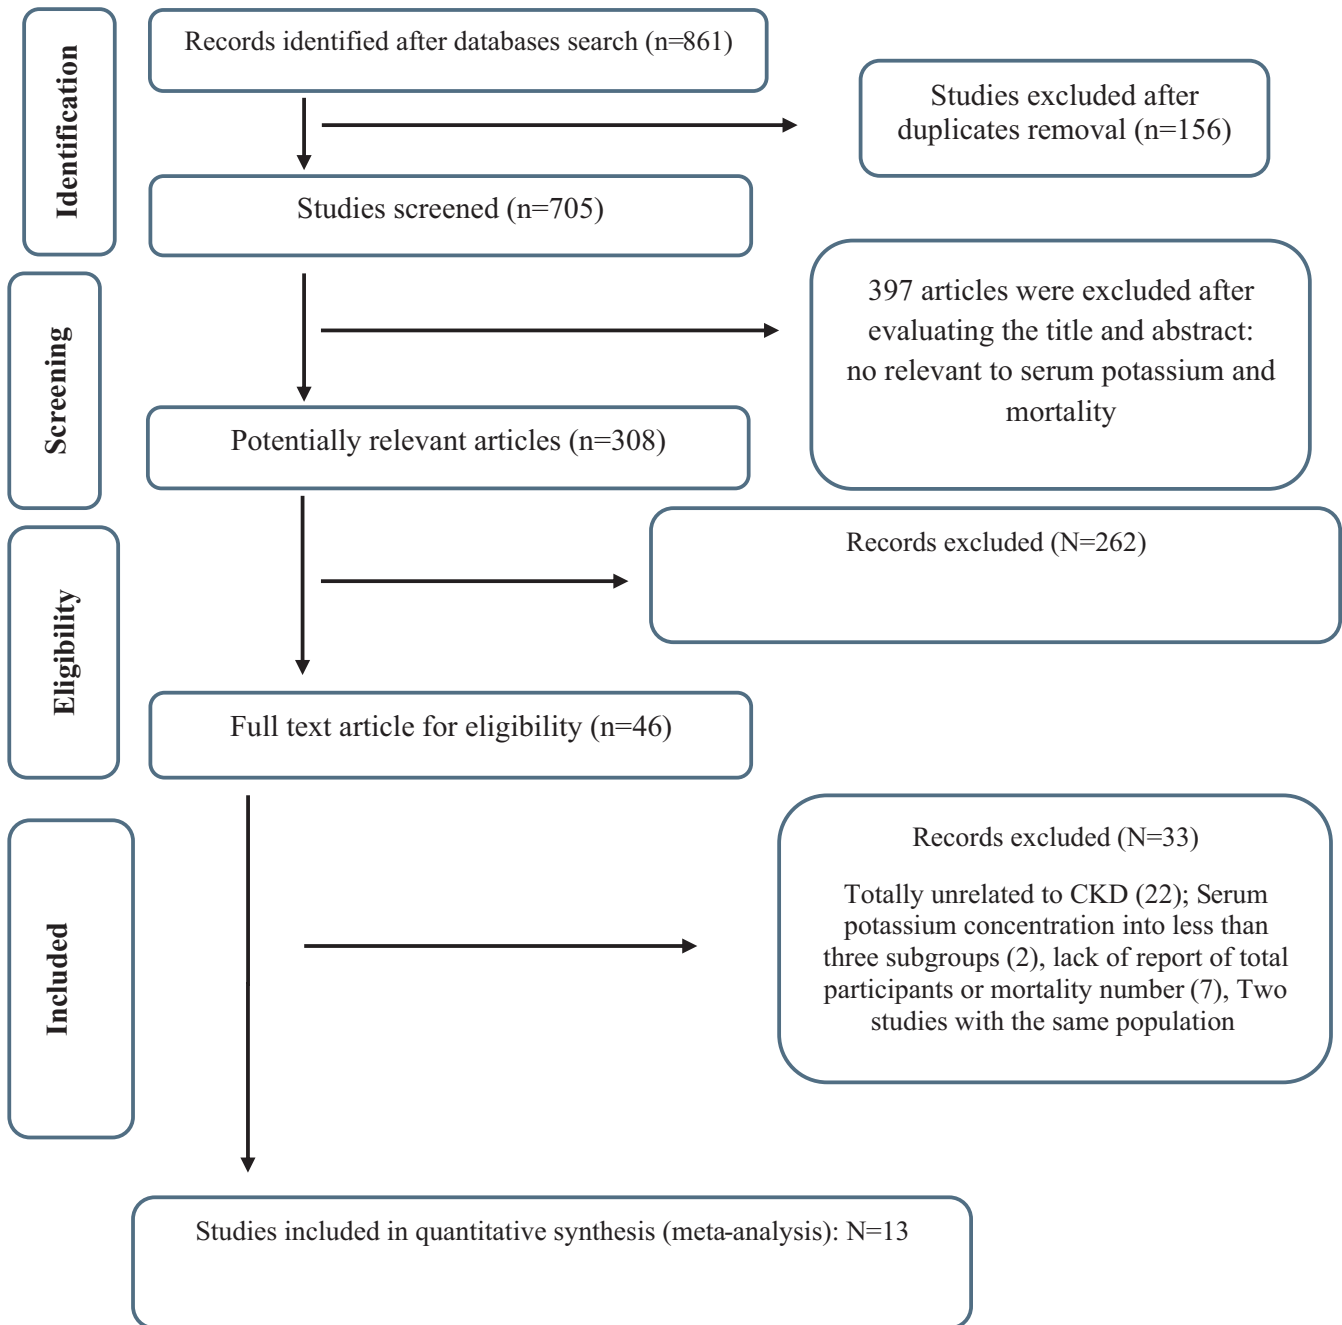 Identification
Records identified after databases search (n=861)
Studies excluded after
duplicates removal (n=156)
Studies screened (n=705)
Screening
397 articles were excluded after
evaluating the title and abstract:
no relevant to serum potassium and
mortality
Potentially relevant articles (n=308)
Eligibility
Records excluded (N=262)
Full text article for eligibility (n=46)
Included
Records excluded (N=33)
Totally unrelated to CKD (22); Serum
potassium concentration into less than
three subgroups (2), lack of report of total
participants or mortality number (7), Two
studies with the same population
Studies included in quantitative synthesis (meta-analysis): N=13